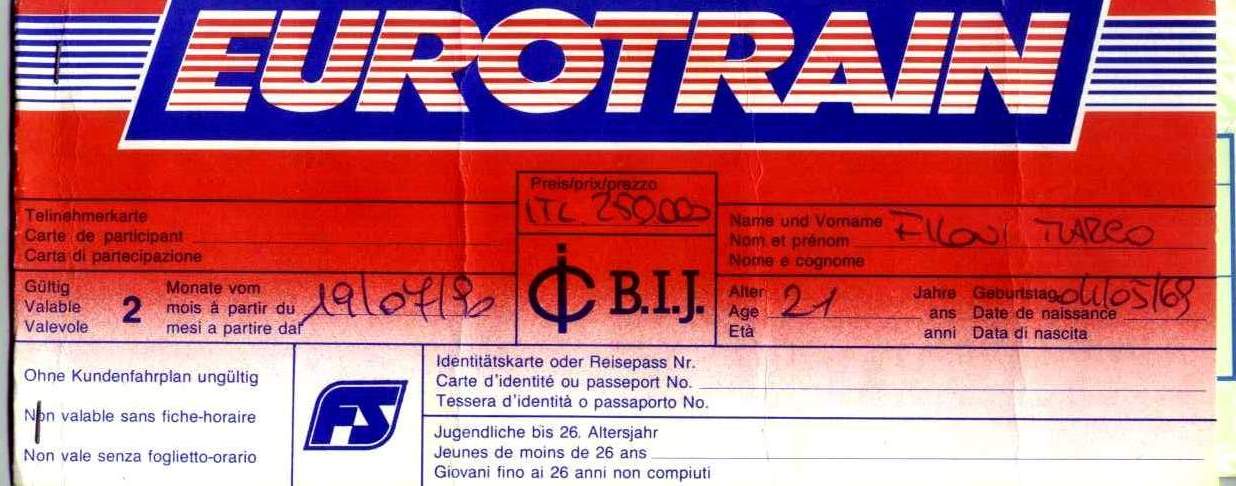 EUROTRAIN
Preis/prix/prezzo
ITL 250.000
Telinehmerkarte
Carte de participant
Carta di partecipazione
Name und Vorname
Nom et prénom FILONI
Nome e cognome
Gültig
Valable
Valevole
2
Monate vom
mois à partir du 19/07/90
mesi a partire dal
B.I.J.
Alter
Age 21
Età
Jahre
ans
anni
Geburtstag
Date de naissance
Data di nascita
Ohne Kundenfahrplan ungültig
Non valable sans fiche-horaire
Non vale senza foglietto-orario
FS
Identitätskarte oder Reisepass Nr.
Carte d'identité ou passeport No.
Tessera d'identità o passaporto No.
Jugendliche bis 26. Altersjahr
Jeunes de moins de 26 ans
Giovani fino ai 26 anni non compiuti